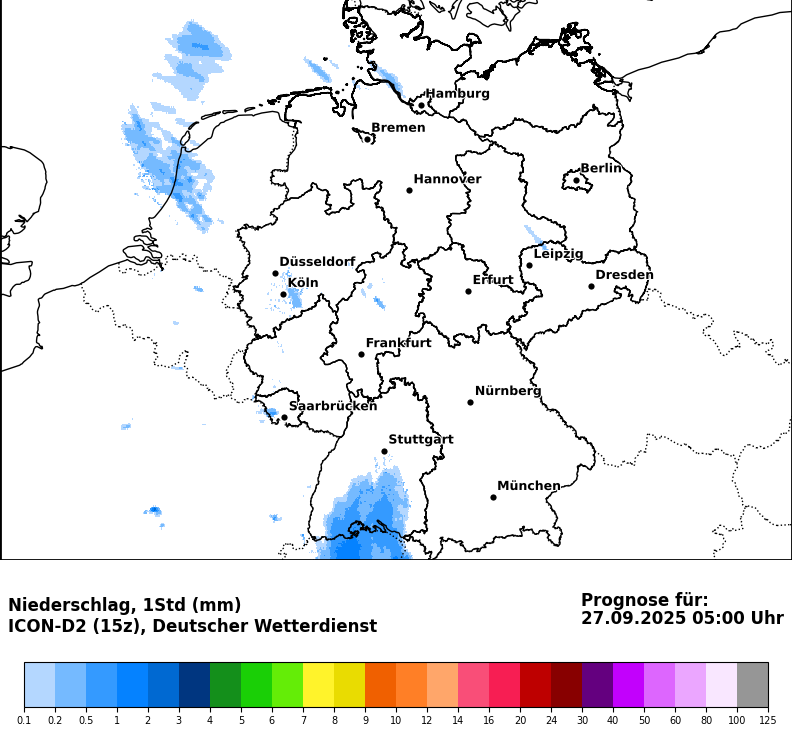 Hamburg
Bremen
Berlin
Hannover
Leipzig
Düsseldorf
Dresden
Köln
Erfurt
Frankfurt
Nürnberg
Saarbrücken
Stuttgart
München
Niederschlag, 1Std (mm)
ICON-D2 (15z), Deutscher Wetterdienst
Prognose für:
27.09.2025 05:00 Uhr
0.1 0.2 0.5 1 2 3 4 5 6 7 8 9 10 12 14 16 20 24 30 40 50 60 80 100 125